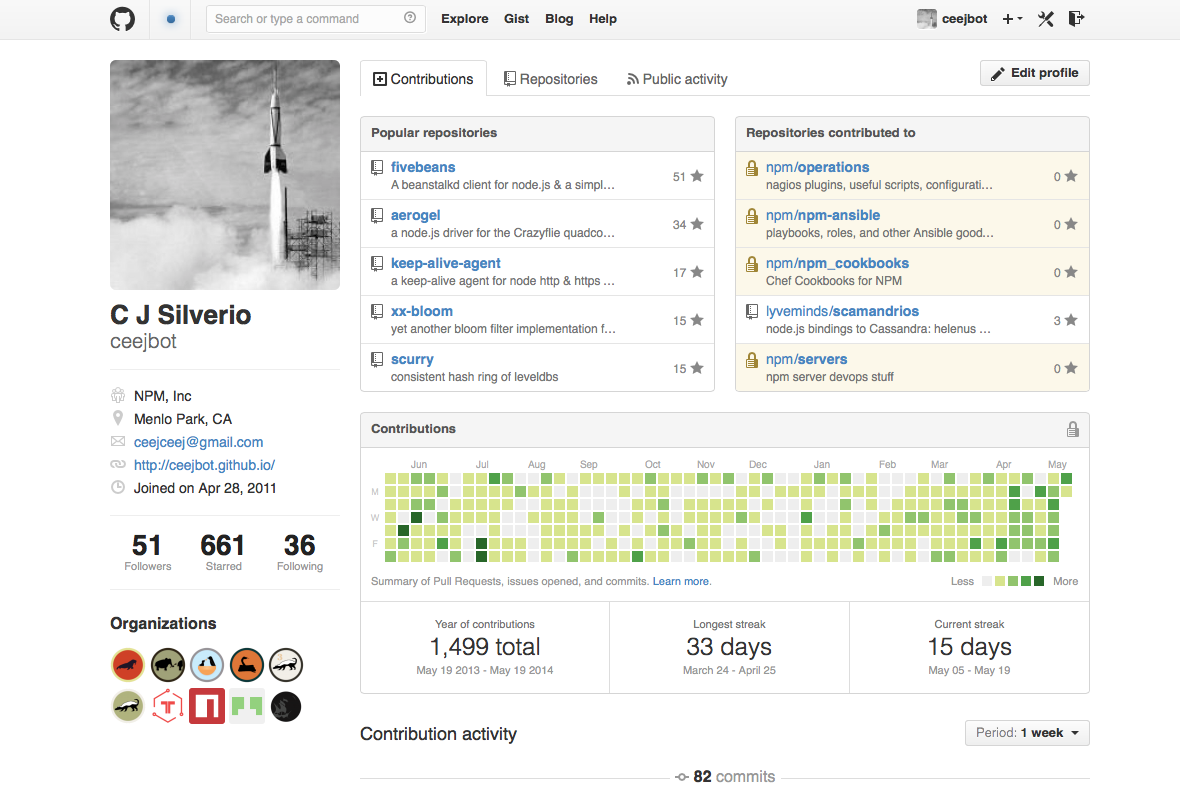 Search or type a command
Explore Gist Blog Help
ceejbot
Contributions Repositories Public activity
Edit profile
C J Silverio
ceejbot
NPM, Inc
Menlo Park, CA
ceejceej@gmail.com
http://ceejbot.github.io/
Joined on Apr 28, 2011
51 661 36
Followers Starred Following
Organizations
Popular repositories
fivebeans
A beanstalkd client for node.js & a simpl…
51
aerogel
a node.js driver for the Crazyflie quadco…
34
keep-alive-agent
a keep-alive agent for node http & https …
17
xx-bloom
yet another bloom filter implementation f…
15
scurry
consistent hash ring of leveldbs
15
Repositories contributed to
npm/operations
nagios plugins, useful scripts, configurati…
0
npm/npm-ansible
playbooks, roles, and other Ansible good…
0
npm/npm_cookbooks
Chef Cookbooks for NPM
0
lyveminds/scamandrios
node.js bindings to Cassandra: helenus …
3
npm/servers
npm server devops stuff
0
Contributions
Jun Jul Aug Sep Oct Nov Dec Jan Feb Mar Apr May
M
W
F
Summary of Pull Requests, issues opened, and commits. Learn more.
Less More
Year of contributions
1,499 total
May 19 2013 - May 19 2014
Longest streak
33 days
March 24 - April 25
Current streak
15 days
May 05 - May 19
Contribution activity
Period: 1 week
82 commits